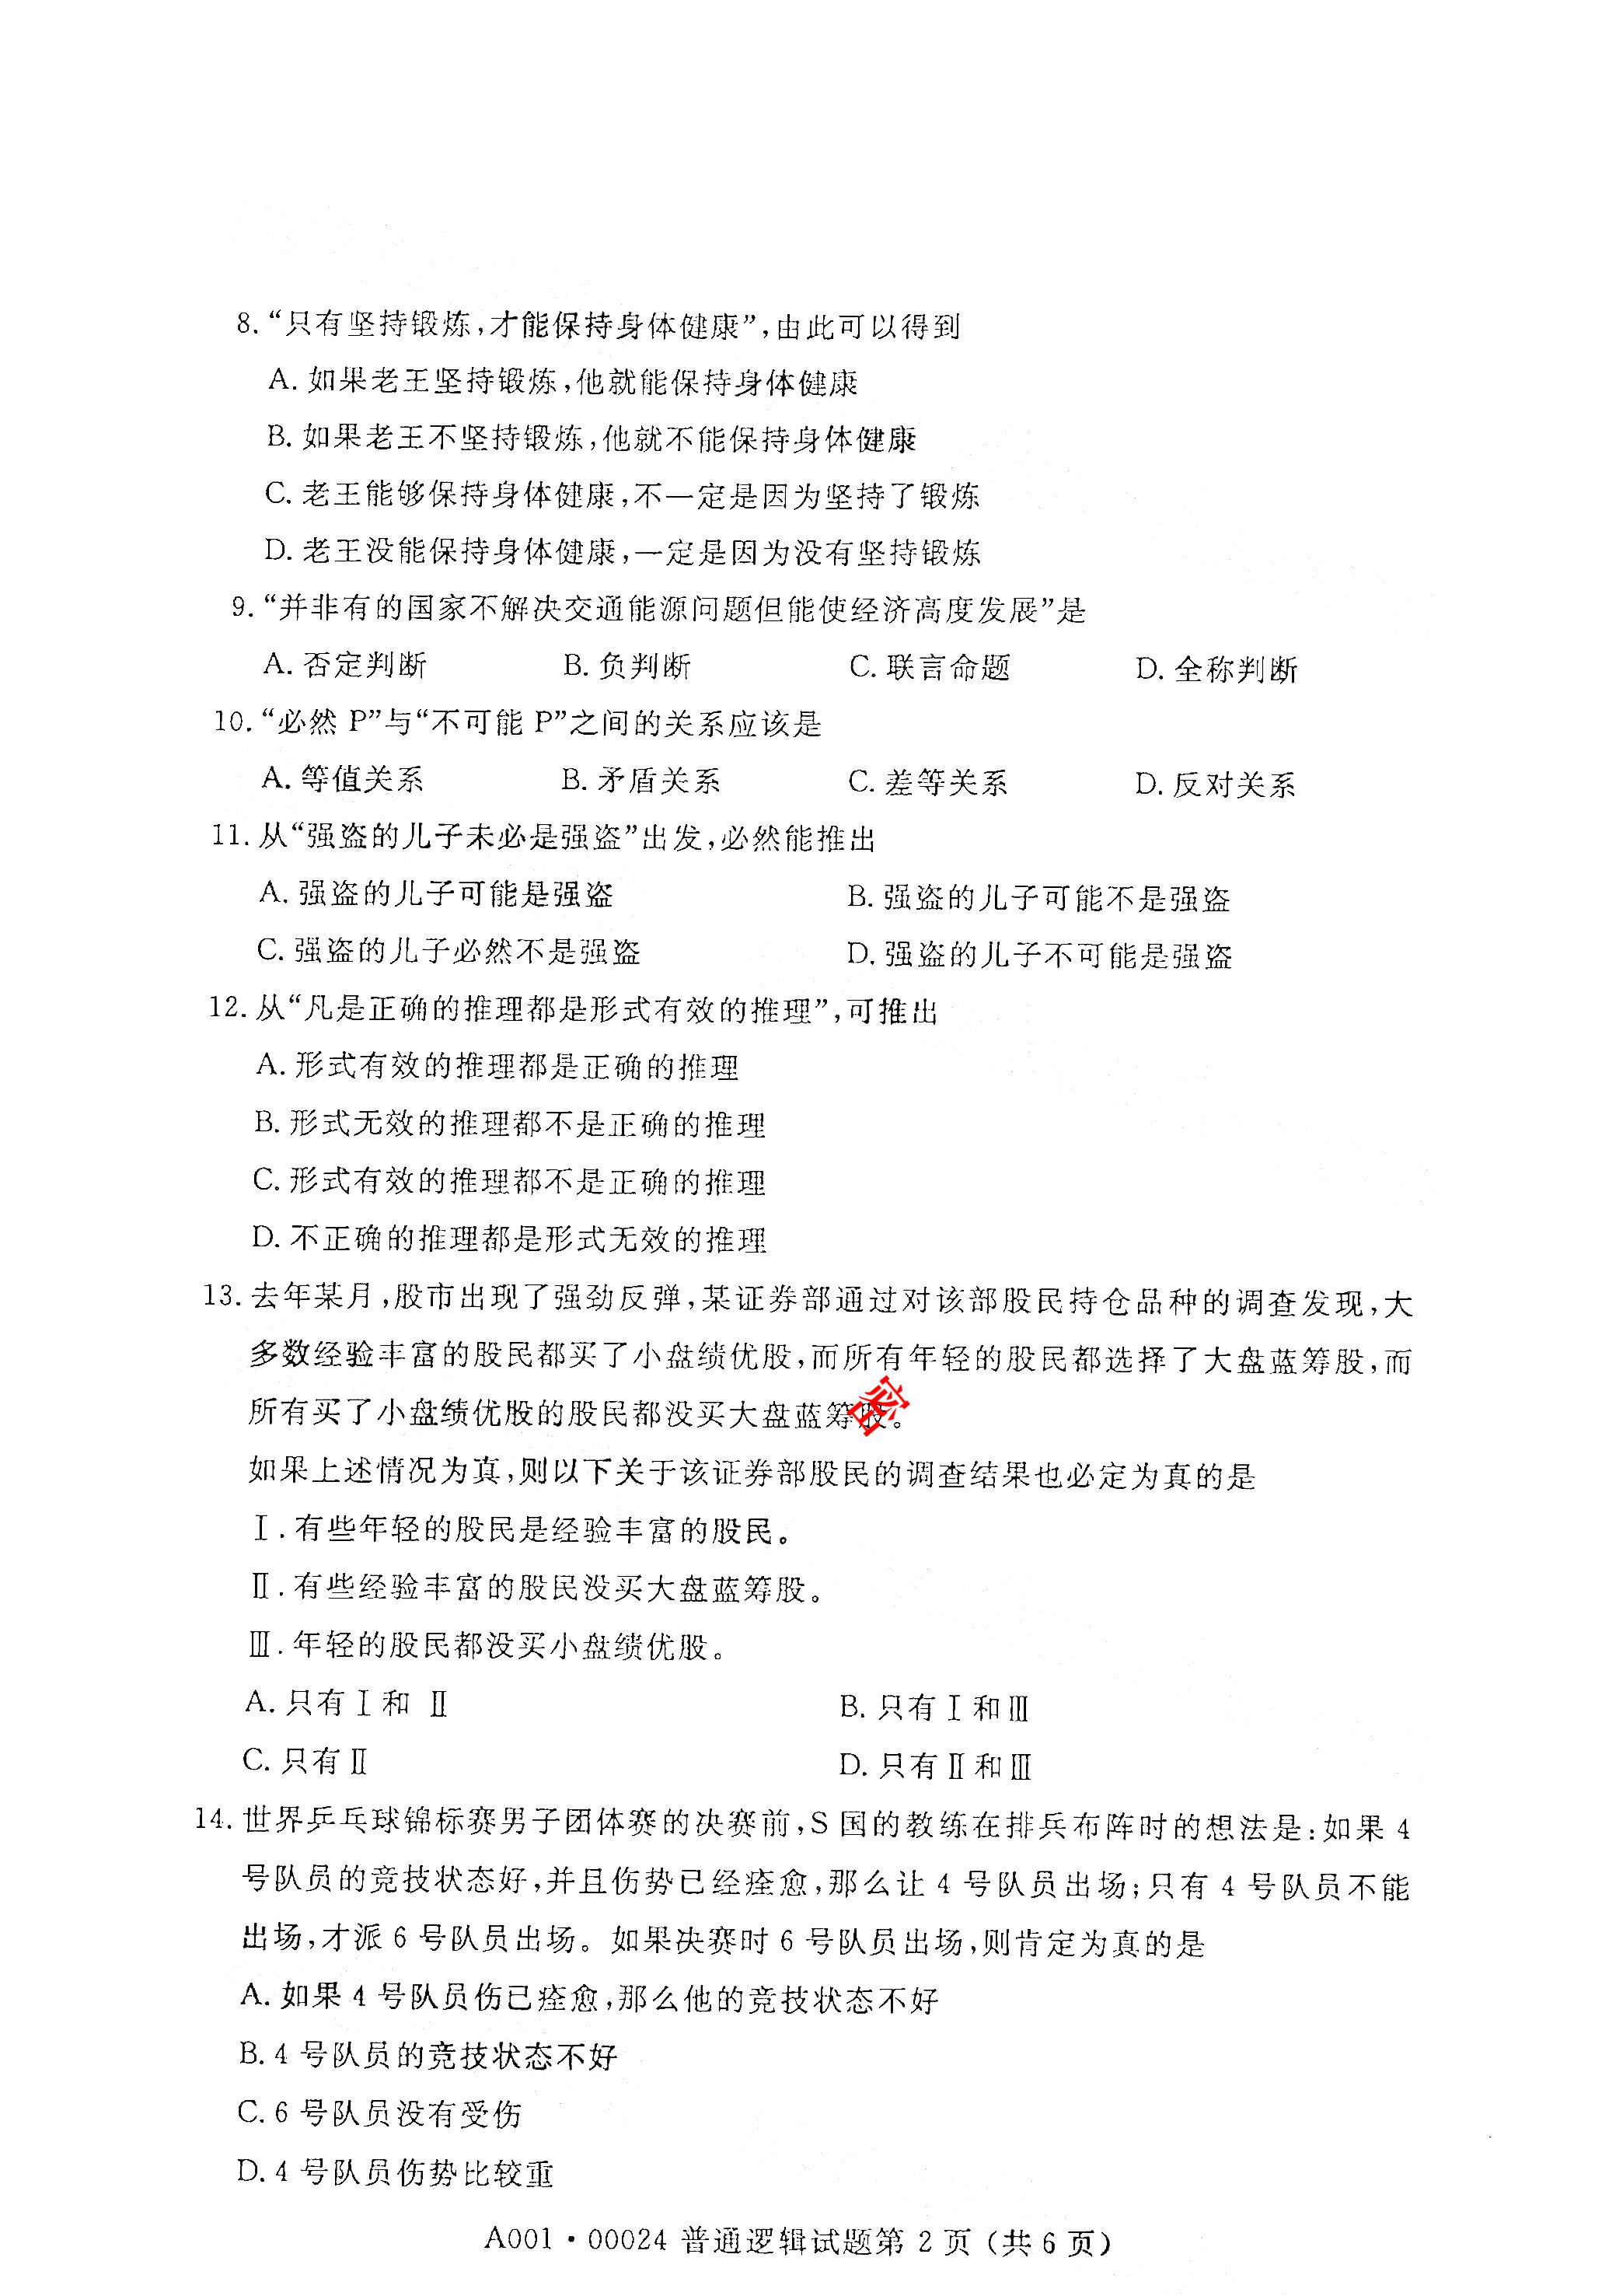 8. “只有坚持锻炼,才能保持身体健康”,由此可以得到
A. 如果老王坚持锻炼,他就能保持身体健康
B. 如果老王不坚持锻炼,他就不能保持身体健康
C. 老王能够保持身体健康,不一定是因为坚持了锻炼
D. 老王没能保持身体健康,一定是因为没有坚持锻炼
9. “并非有的国家不解决交通能源问题但能使经济高度发展”是
A. 否定判断 B. 负判断 C. 联言命题 D. 全称判断
10. “必然 P”与“不可能 P”之间的关系应该是
A. 等值关系 B. 矛盾关系 C. 差等关系 D. 反对关系
11. 从“强盗的儿子未必是强盗”出发,必然能推出
A. 强盗的儿子可能是强盗 B. 强盗的儿子可能不是强盗
C. 强盗的儿子必然不是强盗 D. 强盗的儿子不可能是强盗
12. 从“凡是正确的推理都是形式有效的推理”,可推出
A. 形式有效的推理都是正确的推理
B. 形式无效的推理都不是正确的推理
C. 形式有效的推理都不是正确的推理
D. 不正确的推理都是形式无效的推理
13. 去年某月,股市出现了强劲反弹,某证券部通过对该部股民持仓品种的调查发现,大
多数经验丰富的股民都买了小盘绩优股,而所有年轻的股民都选择了大盘蓝筹股,而
所有买了小盘绩优股的股民都没买大盘蓝筹股。
密
如果上述情况为真,则以下关于该证券部股民的调查结果也必定为真的是
Ⅰ. 有些年轻的股民是经验丰富的股民。
Ⅱ. 有些经验丰富的股民没买大盘蓝筹股。
Ⅲ. 年轻的股民都没买小盘绩优股。
A. 只有Ⅰ和 Ⅱ B. 只有Ⅰ和Ⅲ
C. 只有Ⅱ D. 只有Ⅱ和Ⅲ
14. 世界乒乓球锦标赛男子团体赛的决赛前,S 国的教练在排兵布阵时的想法是:如果 4
号队员的竞技状态好,并且伤势已经痊愈,那么让 4 号队员出场;只有 4 号队员不能
出场,才派 6 号队员出场。如果决赛时 6 号队员出场,则肯定为真的是
A. 如果 4 号队员伤已痊愈,那么他的竞技状态不好
B. 4 号队员的竞技状态不好
C. 6 号队员没有受伤
D. 4 号队员伤势比较重
A001·00024 普通逻辑试题第 2 页(共 6 页)